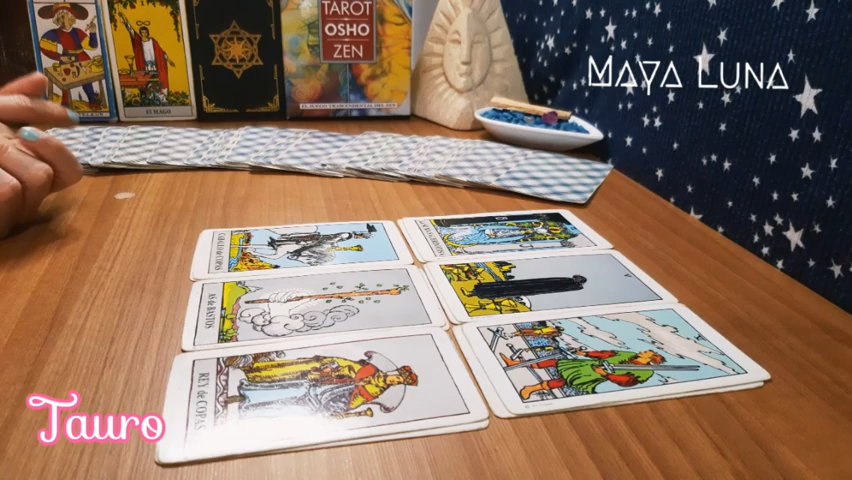 TAROT
OSHO
ZEN
EL MAGO
MAYA LUNA
CABALLO de COPAS
AS de BASTOS
REY de COPAS
V
Tauro